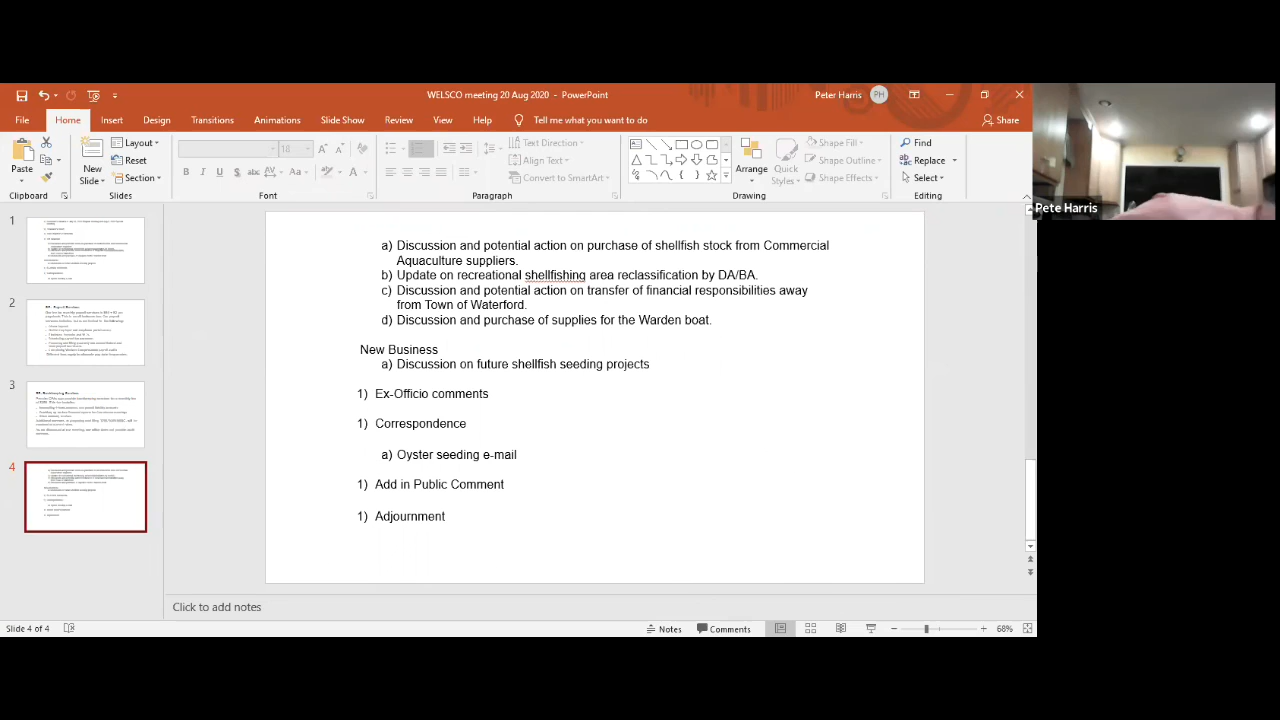 WELSCO meeting 20 Aug 2020 - PowerPoint
Peter Harris PH
File Home Insert Design Transitions Animations Slide Show Review View Help Tell me what you want to do Share
Paste
Clipboard
New Slide
Layout
Reset
Section
Slides
18
B I U S
Aa
A
Font
Text Direction
Align Text
Convert to SmartArt
Paragraph
Arrange
Quick Styles
Shape Fill
Shape Outline
Shape Effects
Drawing
Find
Replace
Select
Editing
Pete Harris
1
2
3
4
a) Discussion and potential action on purchase of shellfish stock from Commercial
Aquaculture suppliers.
b) Update on recreational shellfishing area reclassification by DA/BA.
c) Discussion and potential action on transfer of financial responsibilities away
from Town of Waterford.
d) Discussion and purchase of supplies for the Warden boat.
New Business
a) Discussion on future shellfish seeding projects
1) Ex-Officio comments
1) Correspondence
a) Oyster seeding e-mail
1) Add in Public Comment
1) Adjournment
Click to add notes
Slide 4 of 4
Notes
Comments
68%